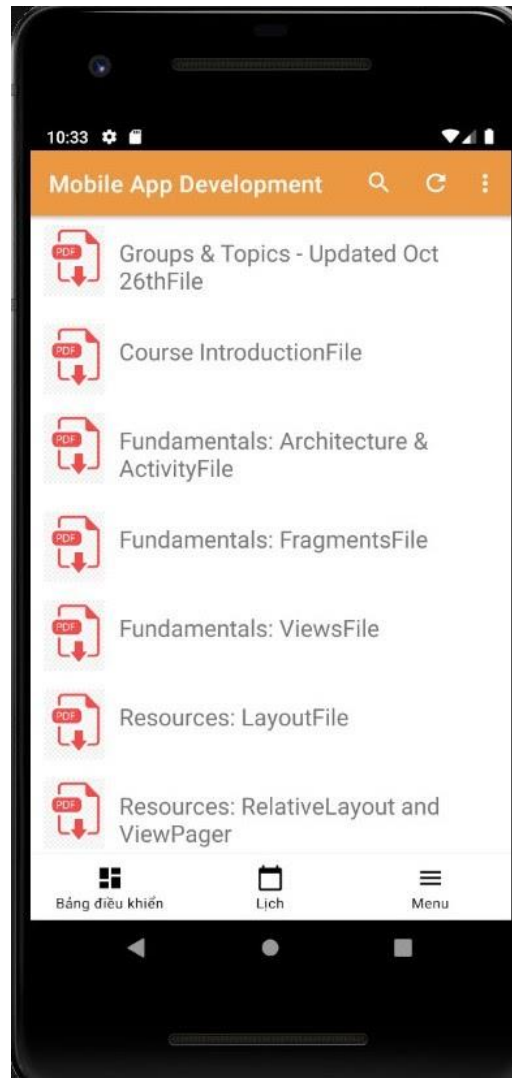 10:33
Mobile App Development
PDF
Groups & Topics - Updated Oct
26thFile
PDF
Course IntroductionFile
PDF
Fundamentals: Architecture &
ActivityFile
PDF
Fundamentals: FragmentsFile
PDF
Fundamentals: ViewsFile
PDF
Resources: LayoutFile
PDF
Resources: RelativeLayout and
ViewPager
Bảng điều khiển
Lịch
Menu